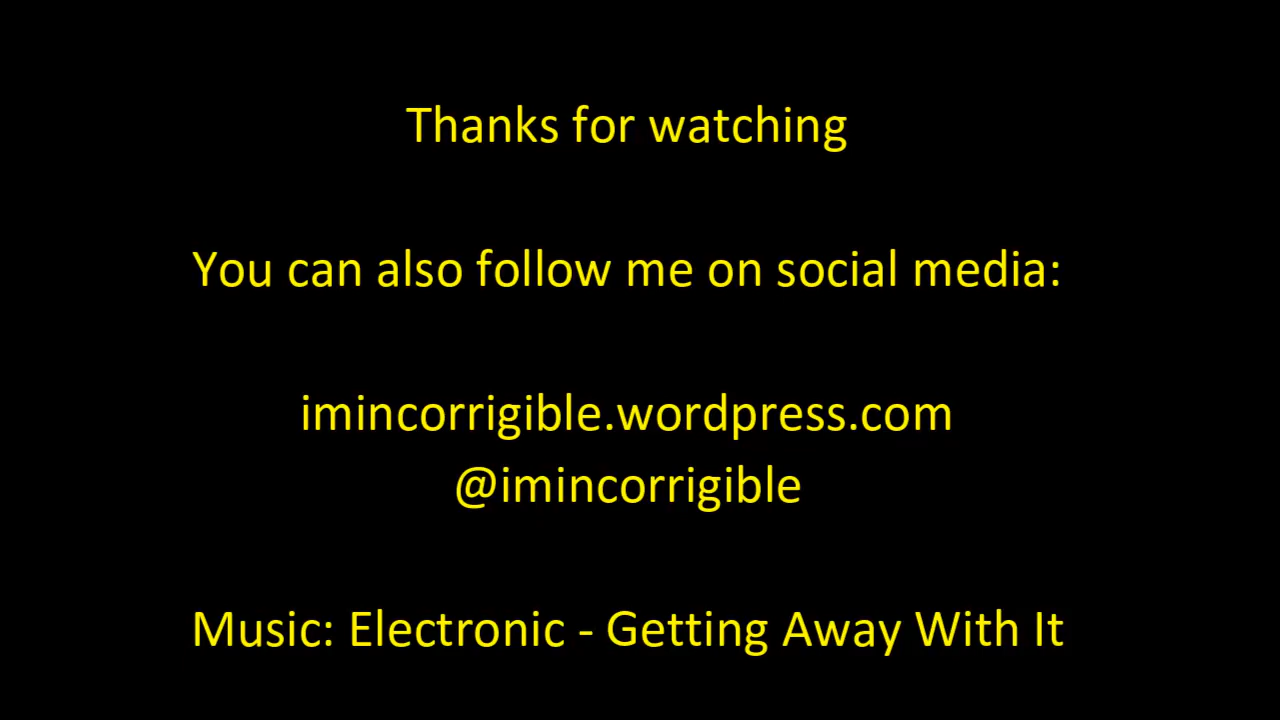 Thanks for watching
You can also follow me on social media:
imincorrigible.wordpress.com
@imincorrigible
Music: Electronic - Getting Away With It